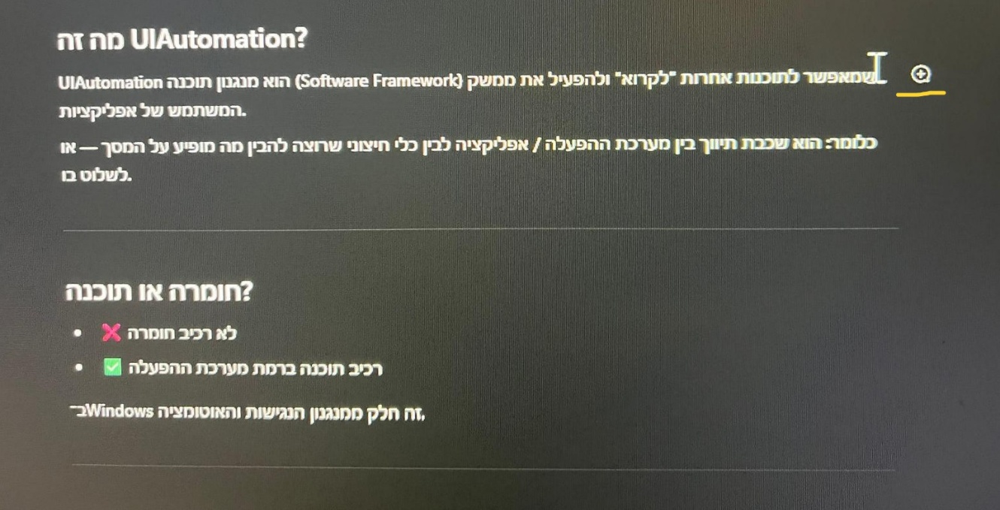 מה זה UIAutomation?
UIAutomation הוא מנגנון תוכנה (Software Framework) שמאפשר לתוכנות אחרות "לקרוא" ולהפעיל את ממשק
המשתמש של אפליקציות.
כלומר: הוא שכבת תיווך בין מערכת ההפעלה / אפליקציה לבין כלי חיצוני שרוצה להבין מה מופיע על המסך — או
לשלוט בו.
חומרה או תוכנה?
❌ לא רכיב חומרה
✅ רכיב תוכנה ברמת מערכת ההפעלה
ב־Windows זה חלק ממנגנון הנגישות והאוטומציה,